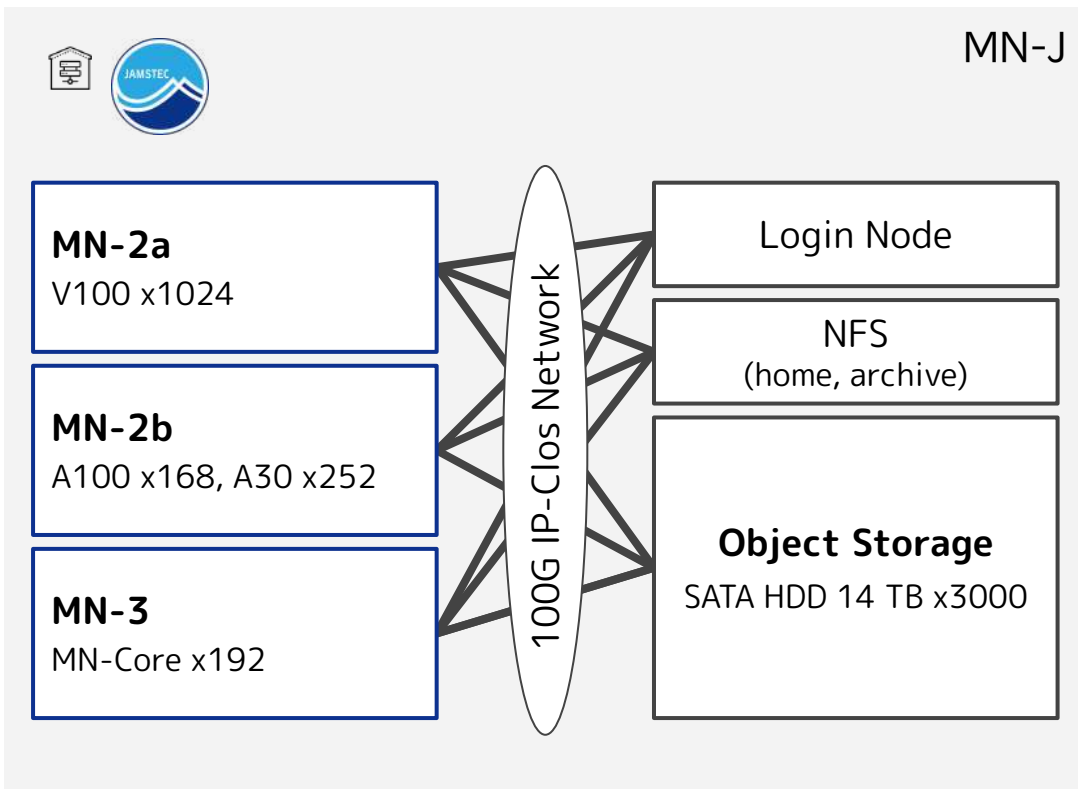 MN-J
JAMSTEC
MN-2a
V100 x1024
MN-2b
A100 x168, A30 x252
MN-3
MN-Core x192
100G IP-Clos Network
Login Node
NFS
(home, archive)
Object Storage
SATA HDD 14 TB x3000